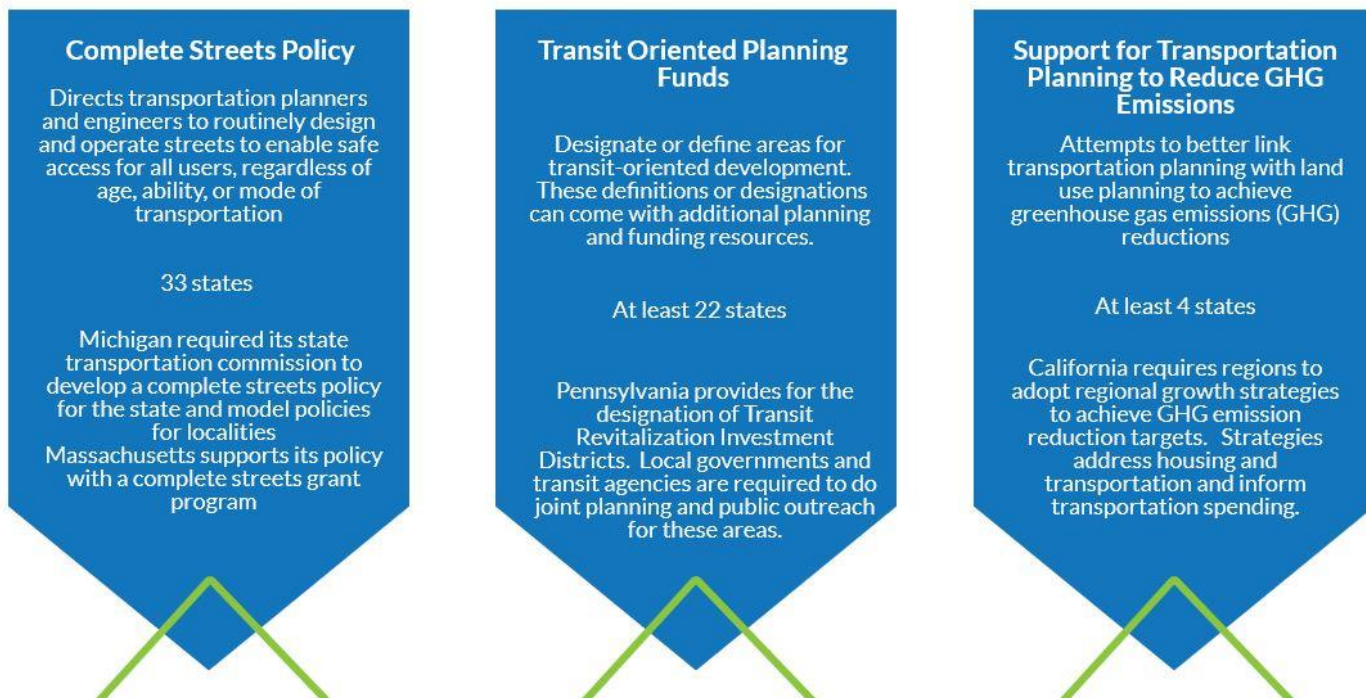 Complete Streets Policy
Directs transportation planners
and engineers to routinely design
and operate streets to enable safe
access for all users, regardless of
age, ability, or mode of
transportation
33 states
Michigan required its state
transportation commission to
develop a complete streets policy
for the state and model policies
for localities
Massachusetts supports its policy
with a complete streets grant
program
Transit Oriented Planning
Funds
Designate or define areas for
transit-oriented development.
These definitions or designations
can come with additional planning
and funding resources.
At least 22 states
Pennsylvania provides for the
designation of Transit
Revitalization Investment
Districts. Local governments and
transit agencies are required to do
joint planning and public outreach
for these areas.
Support for Transportation
Planning to Reduce GHG
Emissions
Attempts to better link
transportation planning with land
use planning to achieve
greenhouse gas emissions (GHG)
reductions
At least 4 states
California requires regions to
adopt regional growth strategies
to achieve GHG emission
reduction targets. Strategies
address housing and
transportation and inform
transportation spending.